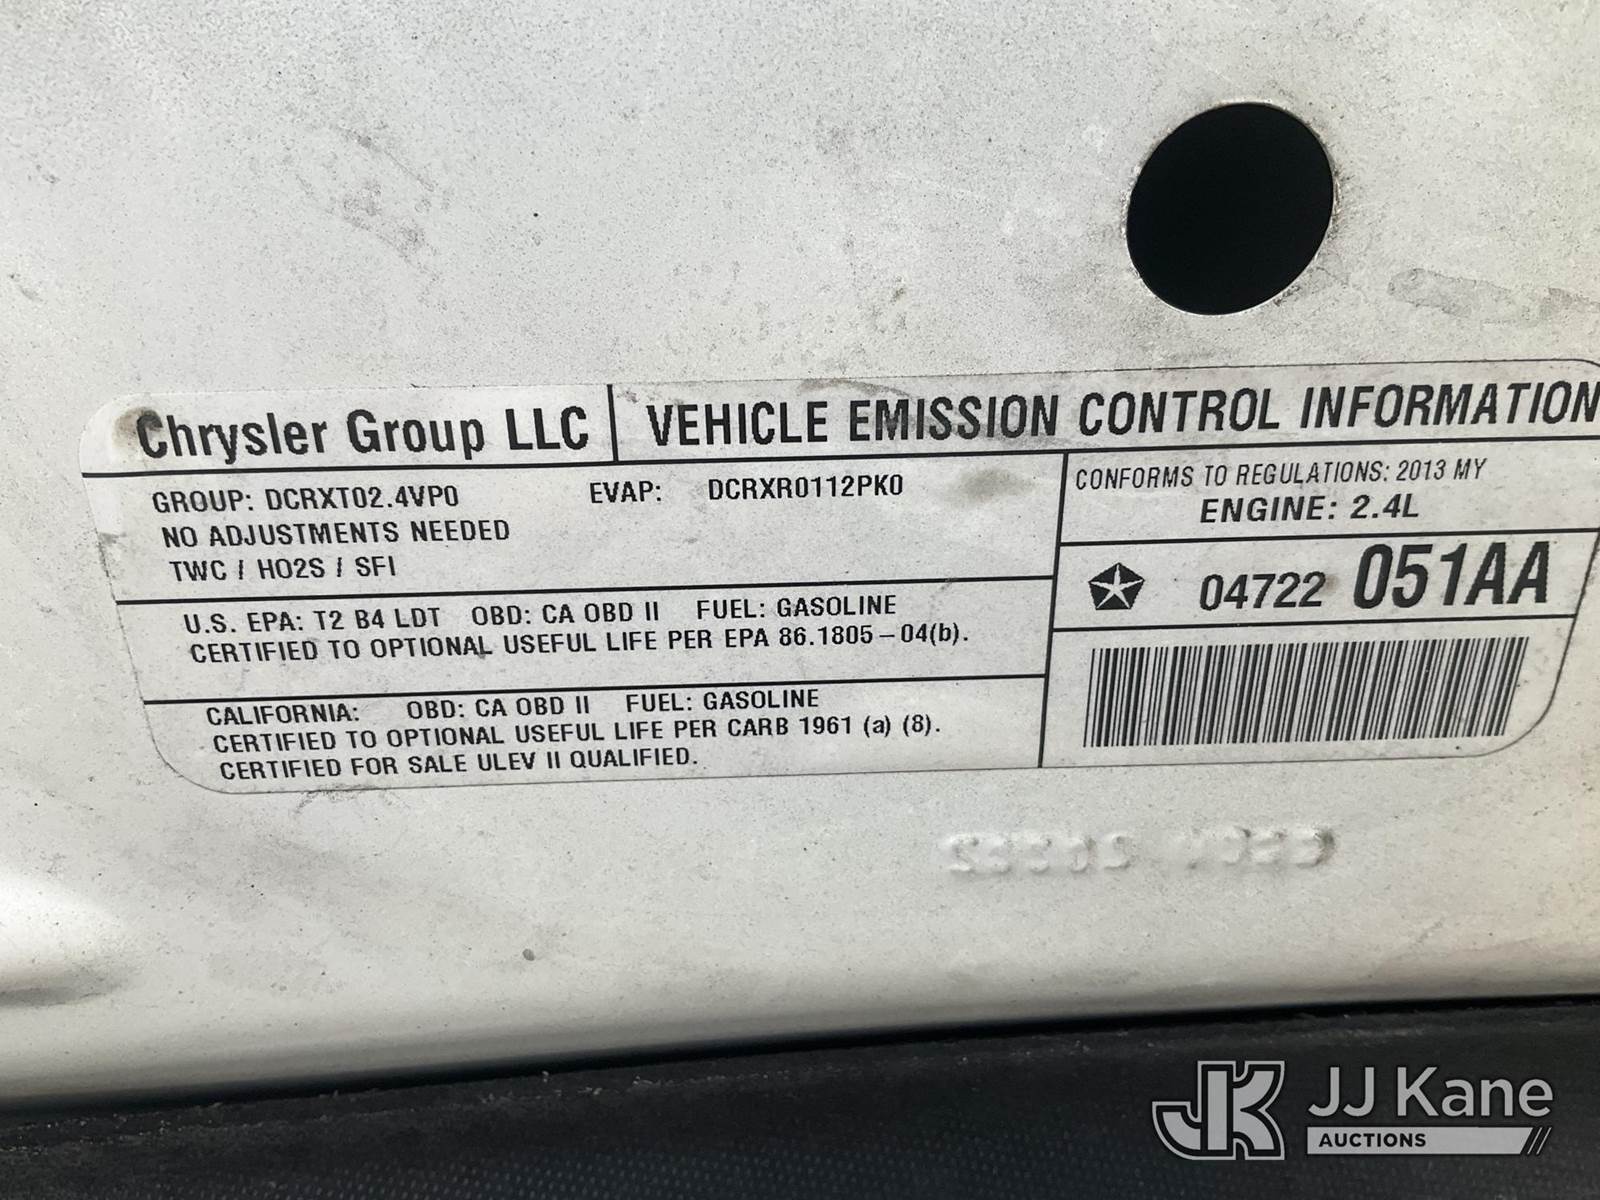 Chrysler Group LLC VEHICLE EMISSION CONTROL INFORMATION
GROUP: DCRXT02.4VP0 EVAP: DCRXR0112PK0
NO ADJUSTMENTS NEEDED
TWC / HO2S / SFI
CONFORMS TO REGULATIONS: 2013 MY
ENGINE: 2.4L
04722 051AA
U.S. EPA: T2 B4 LDT OBD: CA OBD II FUEL: GASOLINE
CERTIFIED TO OPTIONAL USEFUL LIFE PER EPA 86.1805-04(b).
CALIFORNIA: OBD: CA OBD II FUEL: GASOLINE
CERTIFIED TO OPTIONAL USEFUL LIFE PER CARB 1961 (a) (8).
CERTIFIED FOR SALE ULEV II QUALIFIED.
JK JJ Kane
AUCTIONS